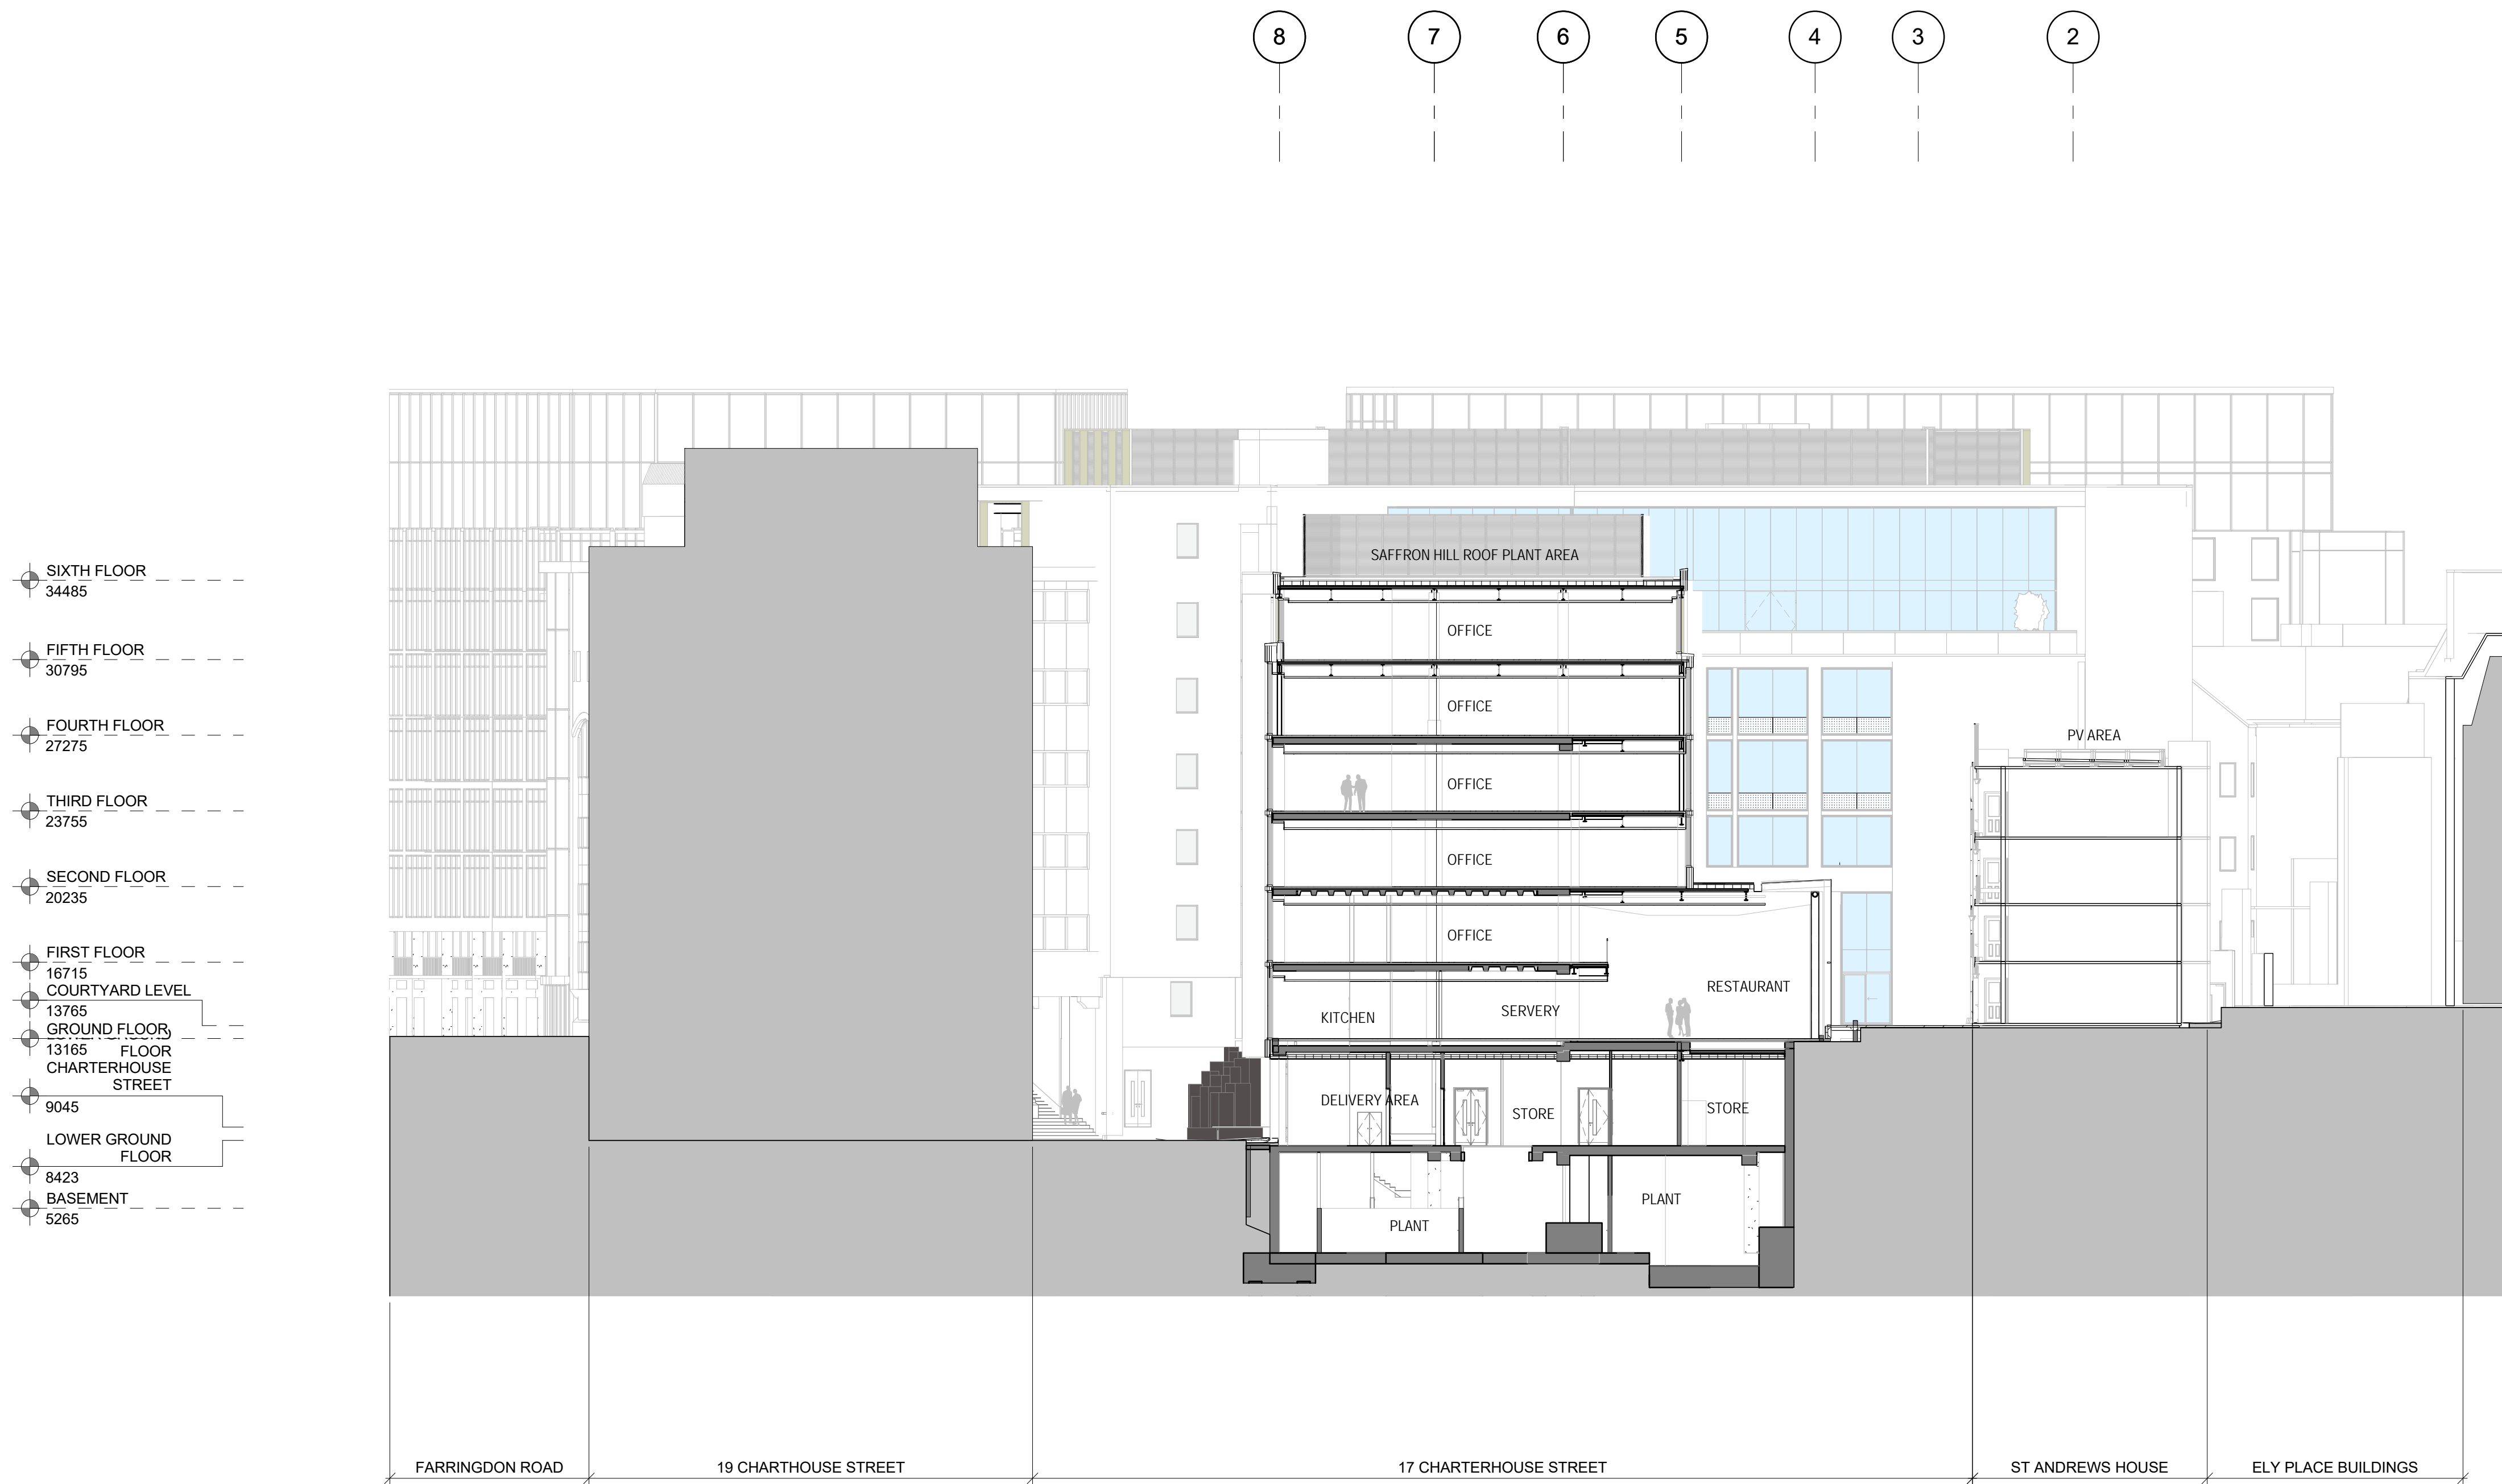 8 7 6 5 4 3 2
SAFFRON HILL ROOF PLANT AREA
SIXTH FLOOR
34485
OFFICE
FIFTH FLOOR
30795
OFFICE
FOURTH FLOOR
27275
PV AREA
OFFICE
THIRD FLOOR
23755
OFFICE
SECOND FLOOR
20235
OFFICE
FIRST FLOOR
16715
COURTYARD LEVEL
13765
RESTAURANT
SERVERY
KITCHEN
GROUND FLOOR
13165
LOWER GROUND
FLOOR
CHARTERHOUSE
STREET
9045
DELIVERY AREA
STORE
STORE
LOWER GROUND
FLOOR
8423
BASEMENT
5265
PLANT
PLANT
FARRINGDON ROAD
19 CHARTHOUSE STREET
17 CHARTERHOUSE STREET
ST ANDREWS HOUSE
ELY PLACE BUILDINGS